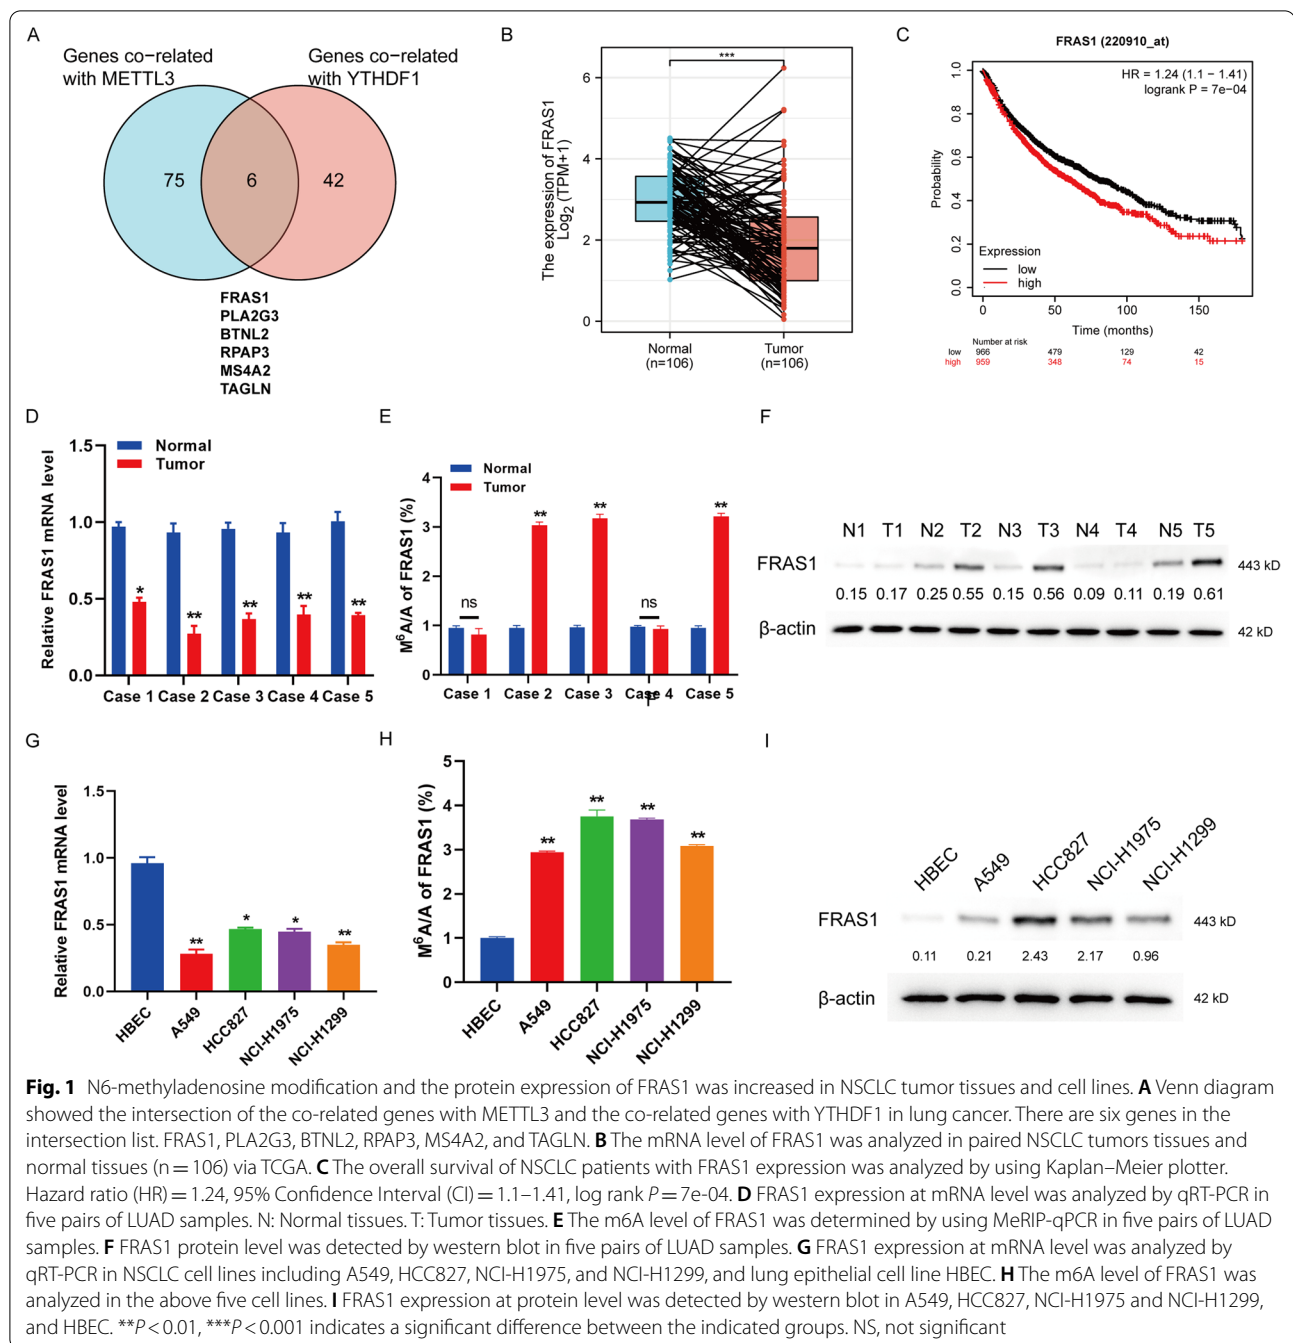 A
Genes co-related with METTL3
Genes co-related with YTHDF1
75
6
42
FRAS1
PLA2G3
BTNL2
RPAP3
MS4A2
TAGLN
B
***
The expression of FRAS1
Log2 (TPM+1)
6
4
2
0
Normal
(n=106)
Tumor
(n=106)
C
FRAS1 (220910_at)
HR = 1.24 (1.1 − 1.41)
logrank P = 7e−04
Probability
1.0
0.8
0.6
0.4
0.2
0.0
Expression
low
high
0 50 100 150
Time (months)
Number at risk
low 966 479 129 42
high 959 348 74 15
D
Relative FRAS1 mRNA level
1.5
1.0
0.5
0.0
Normal
Tumor
* ** ** ** **
Case 1 Case 2 Case 3 Case 4 Case 5
E
M6A/A of FRAS1 (%)
4
3
2
1
0
Normal
Tumor
ns ** ** ns **
Case 1 Case 2 Case 3 Case 4 Case 5
F
F
N1 T1 N2 T2 N3 T3 N4 T4 N5 T5
FRAS1 443 kD
0.15 0.17 0.25 0.55 0.15 0.56 0.09 0.11 0.19 0.61
β-actin 42 kD
G
Relative FRAS1 mRNA level
1.5
1.0
0.5
0.0
** * * **
HBEC A549 HCC827 NCI-H1975 NCI-H1299
H
M6A/A of FRAS1 (%)
5
4
3
2
1
0
** ** ** **
HBEC A549 HCC827 NCI-H1975 NCI-H1299
I
HBEC A549 HCC827 NCI-H1975 NCI-H1299
FRAS1 443 kD
0.11 0.21 2.43 2.17 0.96
β-actin 42 kD
Fig. 1 N6-methyladenosine modification and the protein expression of FRAS1 was increased in NSCLC tumor tissues and cell lines. A Venn diagram
showed the intersection of the co-related genes with METTL3 and the co-related genes with YTHDF1 in lung cancer. There are six genes in the
intersection list. FRAS1, PLA2G3, BTNL2, RPAP3, MS4A2, and TAGLN. B The mRNA level of FRAS1 was analyzed in paired NSCLC tumors tissues and
normal tissues (n = 106) via TCGA. C The overall survival of NSCLC patients with FRAS1 expression was analyzed by using Kaplan–Meier plotter.
Hazard ratio (HR) = 1.24, 95% Confidence Interval (CI) = 1.1–1.41, log rank P = 7e-04. D FRAS1 expression at mRNA level was analyzed by qRT-PCR in
five pairs of LUAD samples. N: Normal tissues. T: Tumor tissues. E The m6A level of FRAS1 was determined by using MeRIP-qPCR in five pairs of LUAD
samples. F FRAS1 protein level was detected by western blot in five pairs of LUAD samples. G FRAS1 expression at mRNA level was analyzed by
qRT-PCR in NSCLC cell lines including A549, HCC827, NCI-H1975, and NCI-H1299, and lung epithelial cell line HBEC. H The m6A level of FRAS1 was
analyzed in the above five cell lines. I FRAS1 expression at protein level was detected by western blot in A549, HCC827, NCI-H1975 and NCI-H1299,
and HBEC. **P < 0.01, ***P < 0.001 indicates a significant difference between the indicated groups. NS, not significant